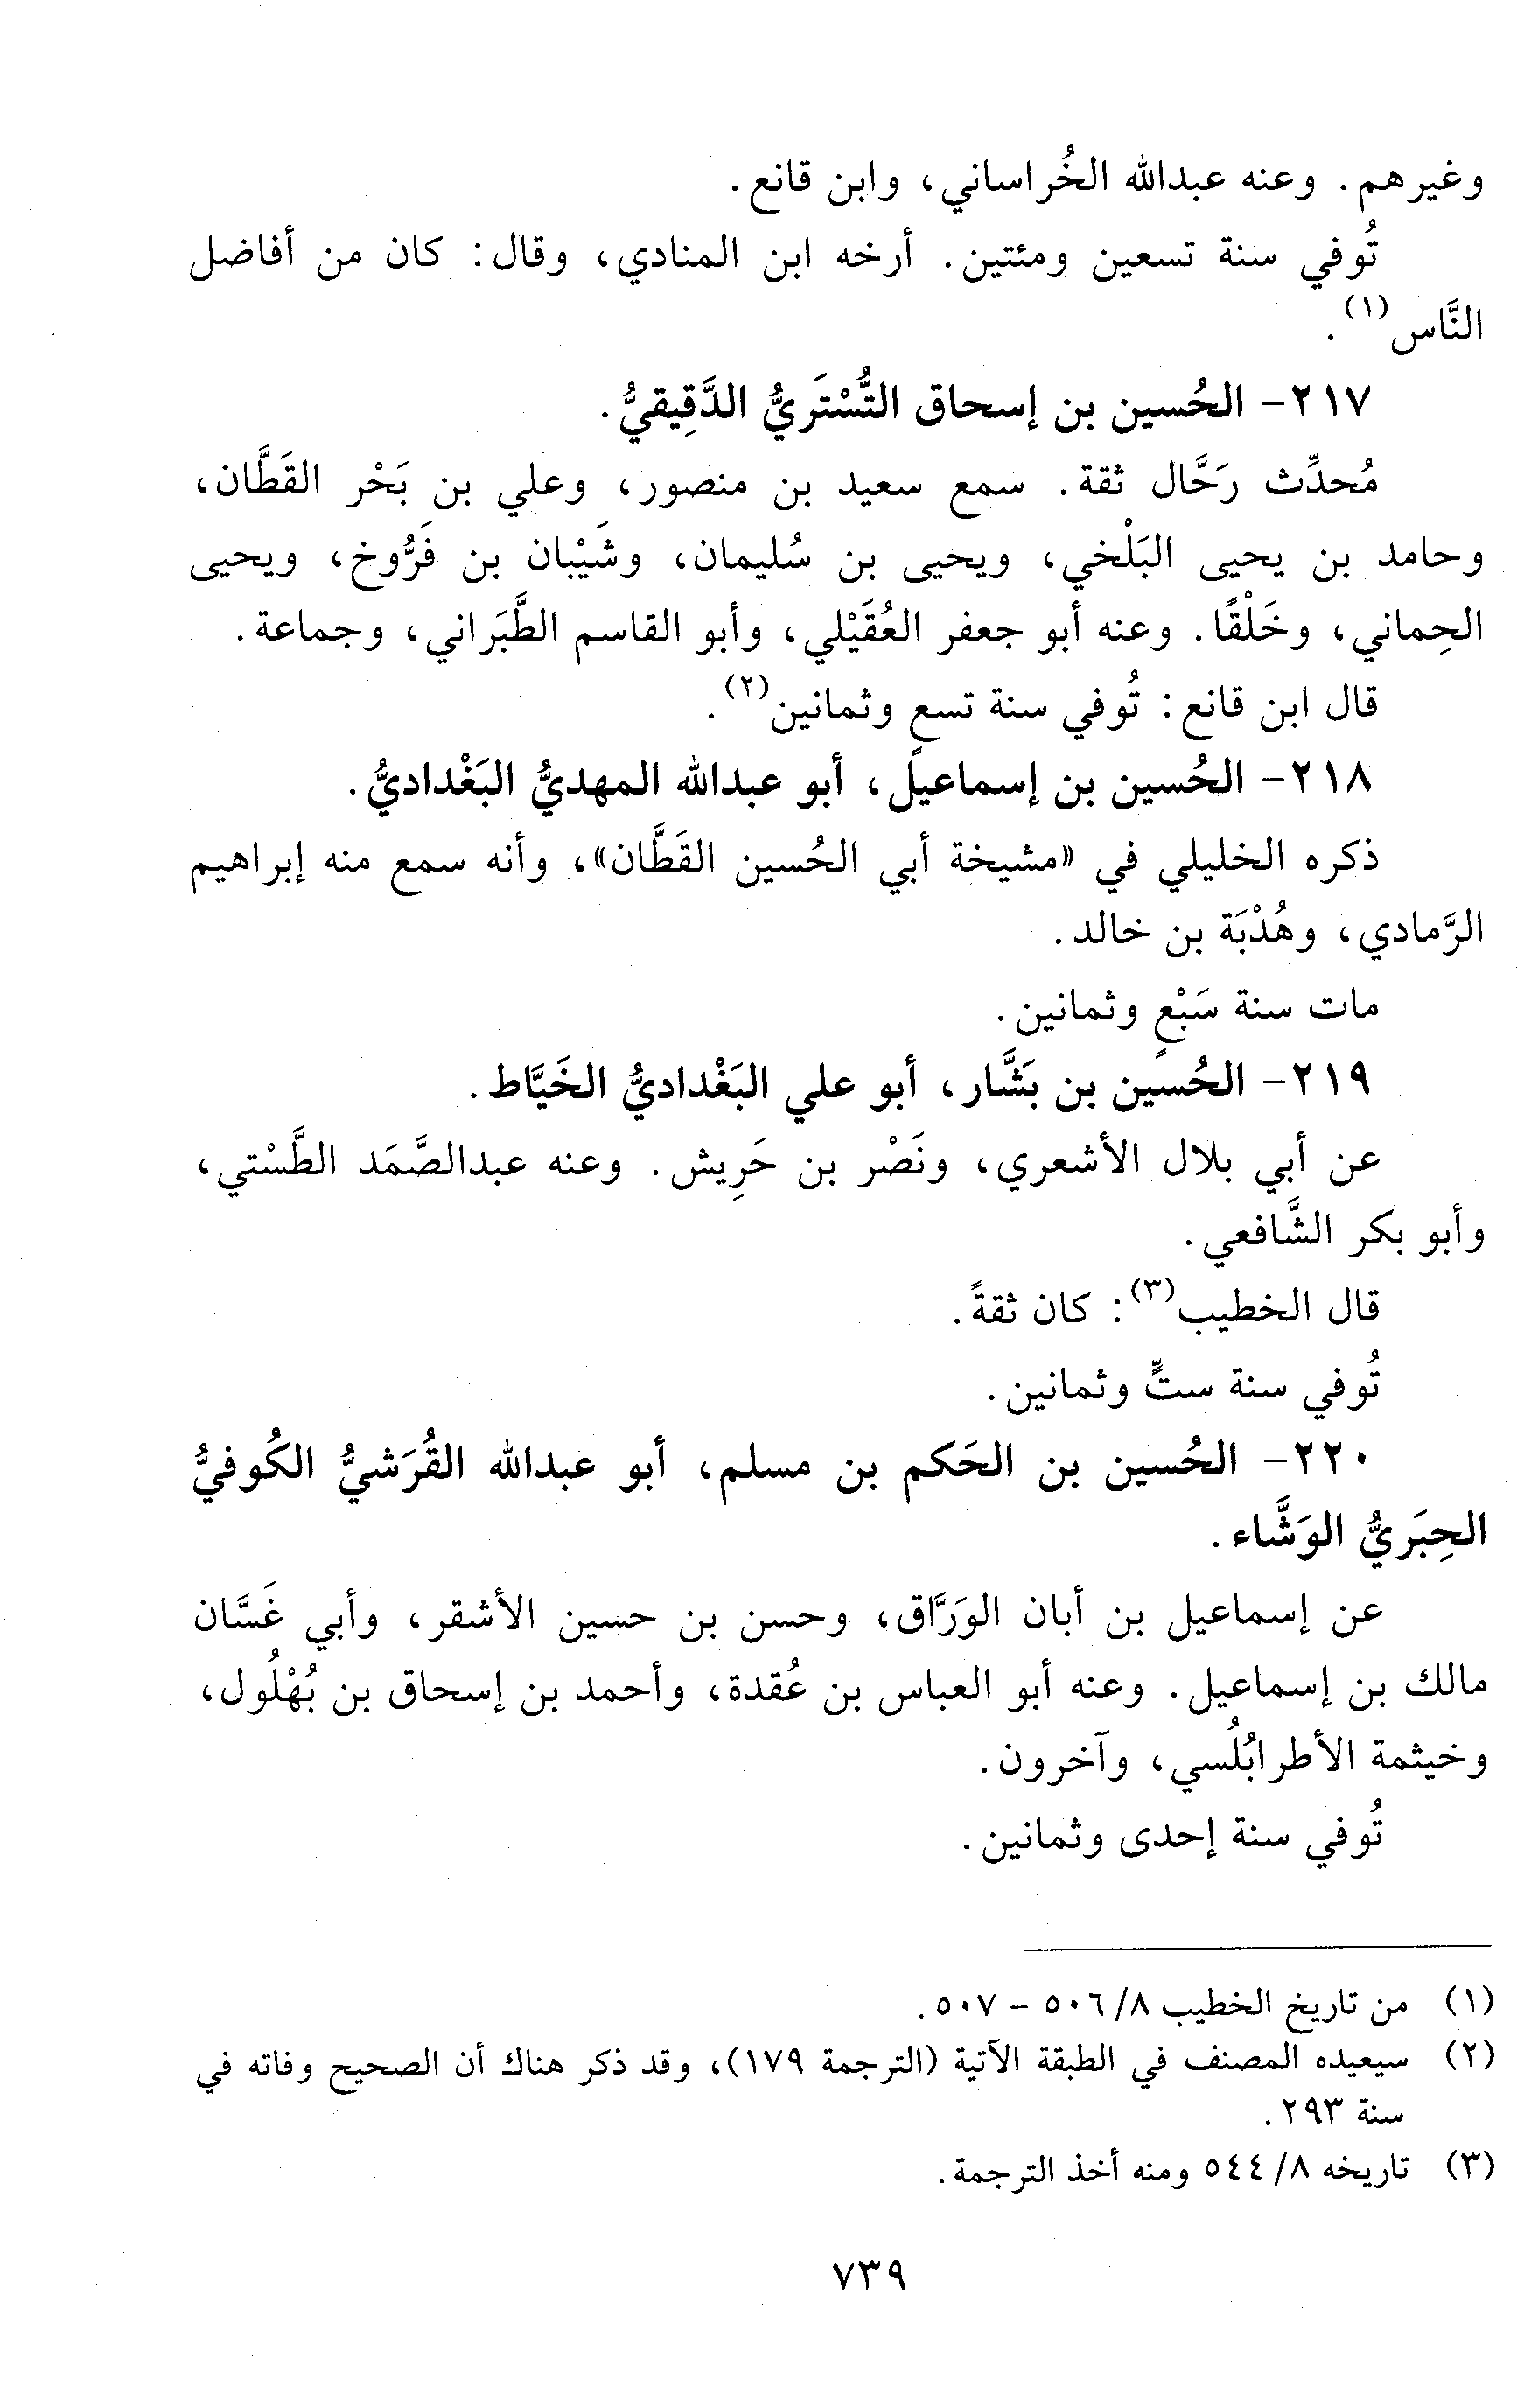 وغيرهم. وعنه عبدالله الخُراساني، وابن قانع.
تُوفي سنة تسعين ومئتين. أرخه ابن المنادي، وقال: كان من أفاضل
النَّاس(١).
٢١٧- الحُسين بن إسحاق التُّسْتَريُّ الدَّقِيقيُّ.
مُحدِّث رَحَّال ثقة. سمع سعيد بن منصور، وعلي بن بَحْر القَطَّان،
وحامد بن يحيى البَلْخي، ويحيى بن سُليمان، وشَيْبان بن فَرُّوخ، ويحيى
الحِماني، وخَلْقًا. وعنه أبو جعفر العُقَيْلي، وأبو القاسم الطَّبَراني، وجماعة.
قال ابن قانع: تُوفي سنة تسعٍ وثمانين(٢).
٢١٨- الحُسين بن إسماعيل، أبو عبدالله المهديُّ البَغْداديُّ.
ذكره الخليلي في «مشيخة أبي الحُسين القَطَّان»، وأنه سمع منه إبراهيم
الرَّمادي، وهُدْبَة بن خالد.
مات سنة سَبْعٍ وثمانين.
٢١٩- الحُسين بن بَشَّار، أبو علي البَغْداديُّ الخَيَّاط.
عن أبي بلال الأشعري، ونَصْر بن حَرِيش. وعنه عبدالصَّمَد الطَّسْتي،
وأبو بكر الشَّافعي.
قال الخطيب(٣): كان ثقةً.
تُوفي سنة ستٍّ وثمانين.
٢٢٠- الحُسين بن الحَكم بن مسلم، أبو عبدالله القُرَشيُّ الكُوفيُّ
الحِبَريُّ الوَشَّاء.
عن إسماعيل بن أبان الوَرَّاق، وحسن بن حسين الأشقر، وأبي غَسَّان
مالك بن إسماعيل. وعنه أبو العباس بن عُقدة، وأحمد بن إسحاق بن بُهْلُول،
وخيثمة الأطرابُلُسي، وآخرون.
تُوفي سنة إحدى وثمانين.
(١) من تاريخ الخطيب ٨/ ٥٠٦ - ٥٠٧.
(٢) سيعيده المصنف في الطبقة الآتية (الترجمة ١٧٩)، وقد ذكر هناك أن الصحيح وفاته في
سنة ٢٩٣.
(٣) تاريخه ٨/ ٥٤٤ ومنه أخذ الترجمة.
٧٣٩